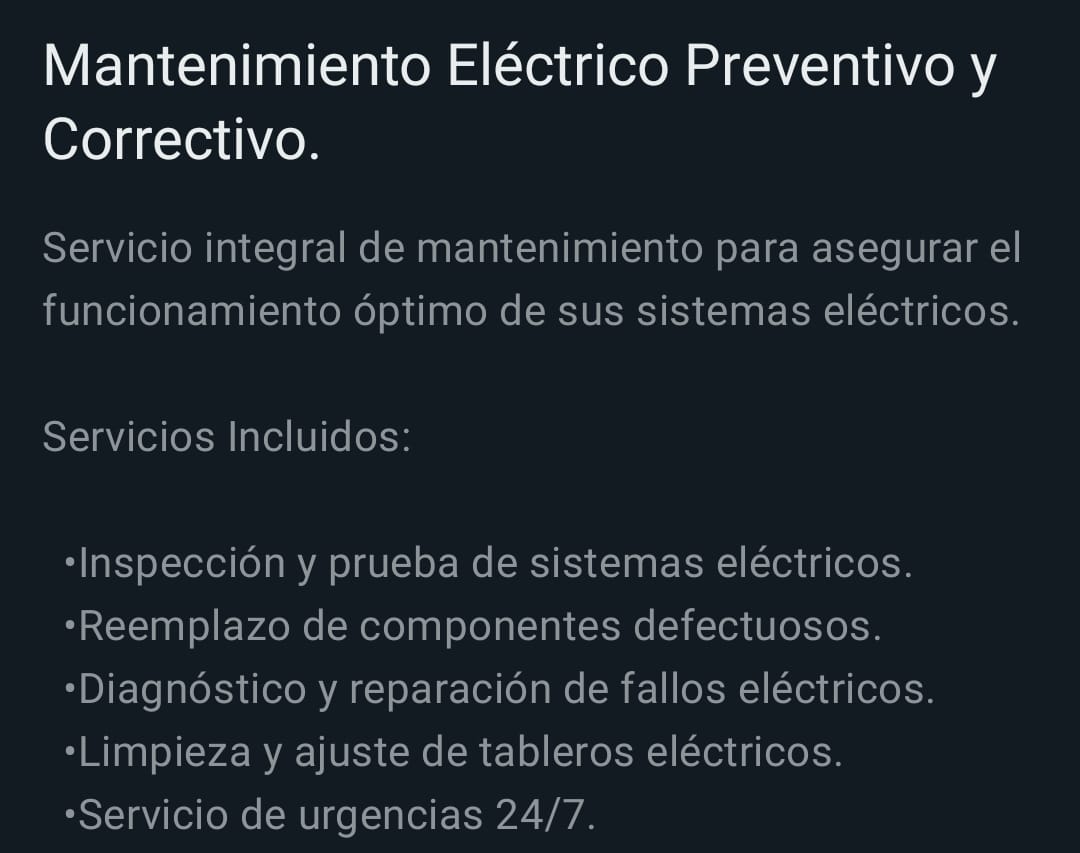 Mantenimiento Eléctrico Preventivo y
Correctivo.
Servicio integral de mantenimiento para asegurar el
funcionamiento óptimo de sus sistemas eléctricos.
Servicios Incluidos:
•Inspección y prueba de sistemas eléctricos.
•Reemplazo de componentes defectuosos.
•Diagnóstico y reparación de fallos eléctricos.
•Limpieza y ajuste de tableros eléctricos.
•Servicio de urgencias 24/7.